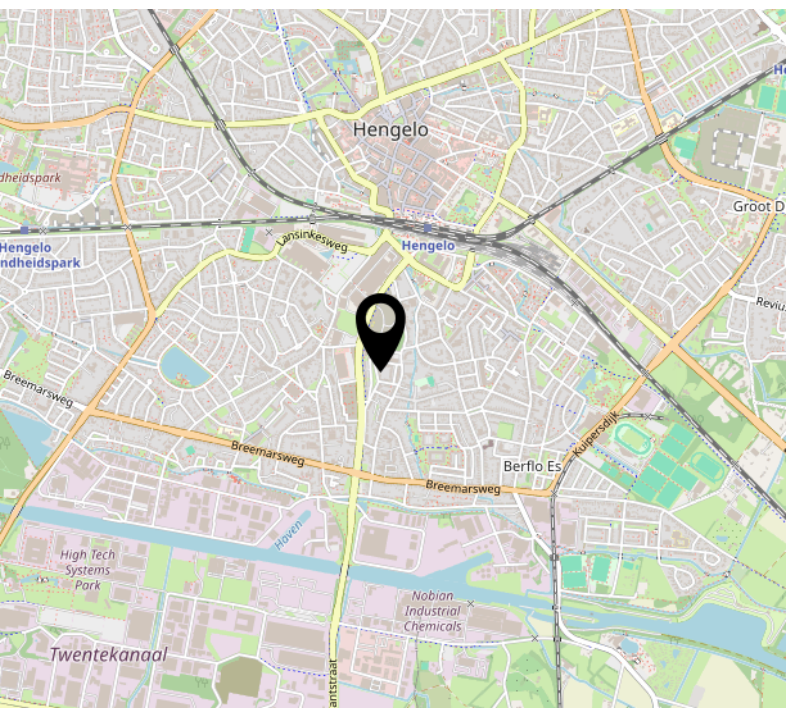 He
Hengelo
dheidspark
Groot D
Lansinkesweg
Hengelo
Hengelo
ndheidspark
Reviu
Breemarsweg
Kuipersdijk
Breemarsweg
Berflo Es
Breemarsweg
Haven
High Tech
Systems
Park
Nobian
Industrial
Chemicals
Twentekanaal
antstraat